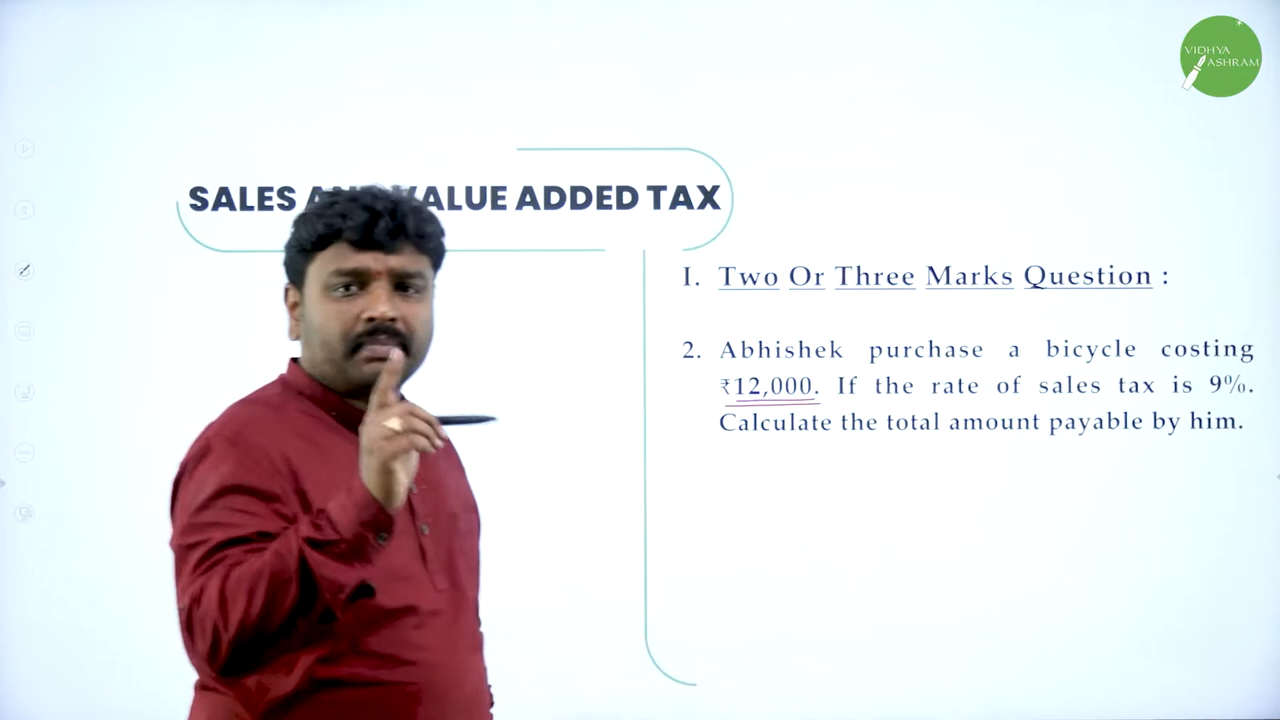 VIDHYA
ASHRAM
SALES VALUE ADDED TAX
I. Two Or Three Marks Question :
2. Abhishek purchase a bicycle costing
₹12,000. If the rate of sales tax is 9%.
Calculate the total amount payable by him.